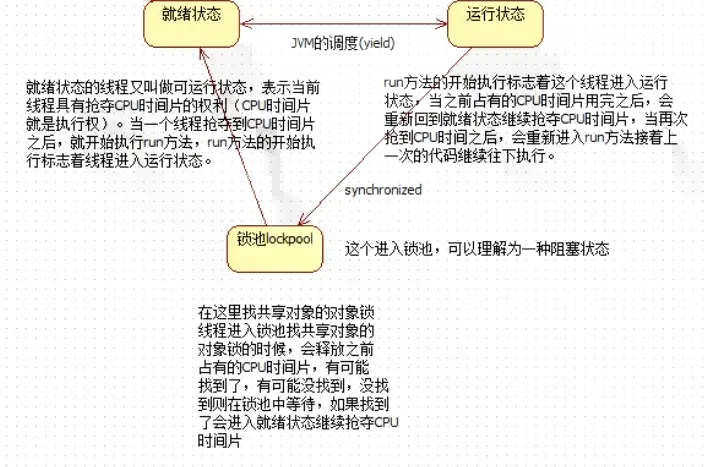 就绪状态
运行状态
JVM的调度(yield)
就绪状态的线程又叫做可运行状态，表示当前
线程具有抢夺CPU时间片的权利（CPU时间片
就是执行权）。当一个线程抢夺到CPU时间片
之后，就开始执行run方法，run方法的开始执
行标志着线程进入运行状态。
run方法的开始执行标志着这个线程进入运行
状态，当之前占有的CPU时间片用完之后，会
重新回到就绪状态继续抢夺CPU时间片，当再次
抢到CPU时间之后，会重新进入run方法接着上
一次的代码继续往下执行。
synchronized
锁池lockpool
这个进入锁池，可以理解为一种阻塞状态
在这里找共享对象的对象锁
线程进入锁池找共享对象的
对象锁的时候，会释放之前
占有的CPU时间片，有可能
找到了，有可能没找到，没找
到则在锁池中等待，如果找到
了会进入就绪状态继续抢夺CPU
时间片